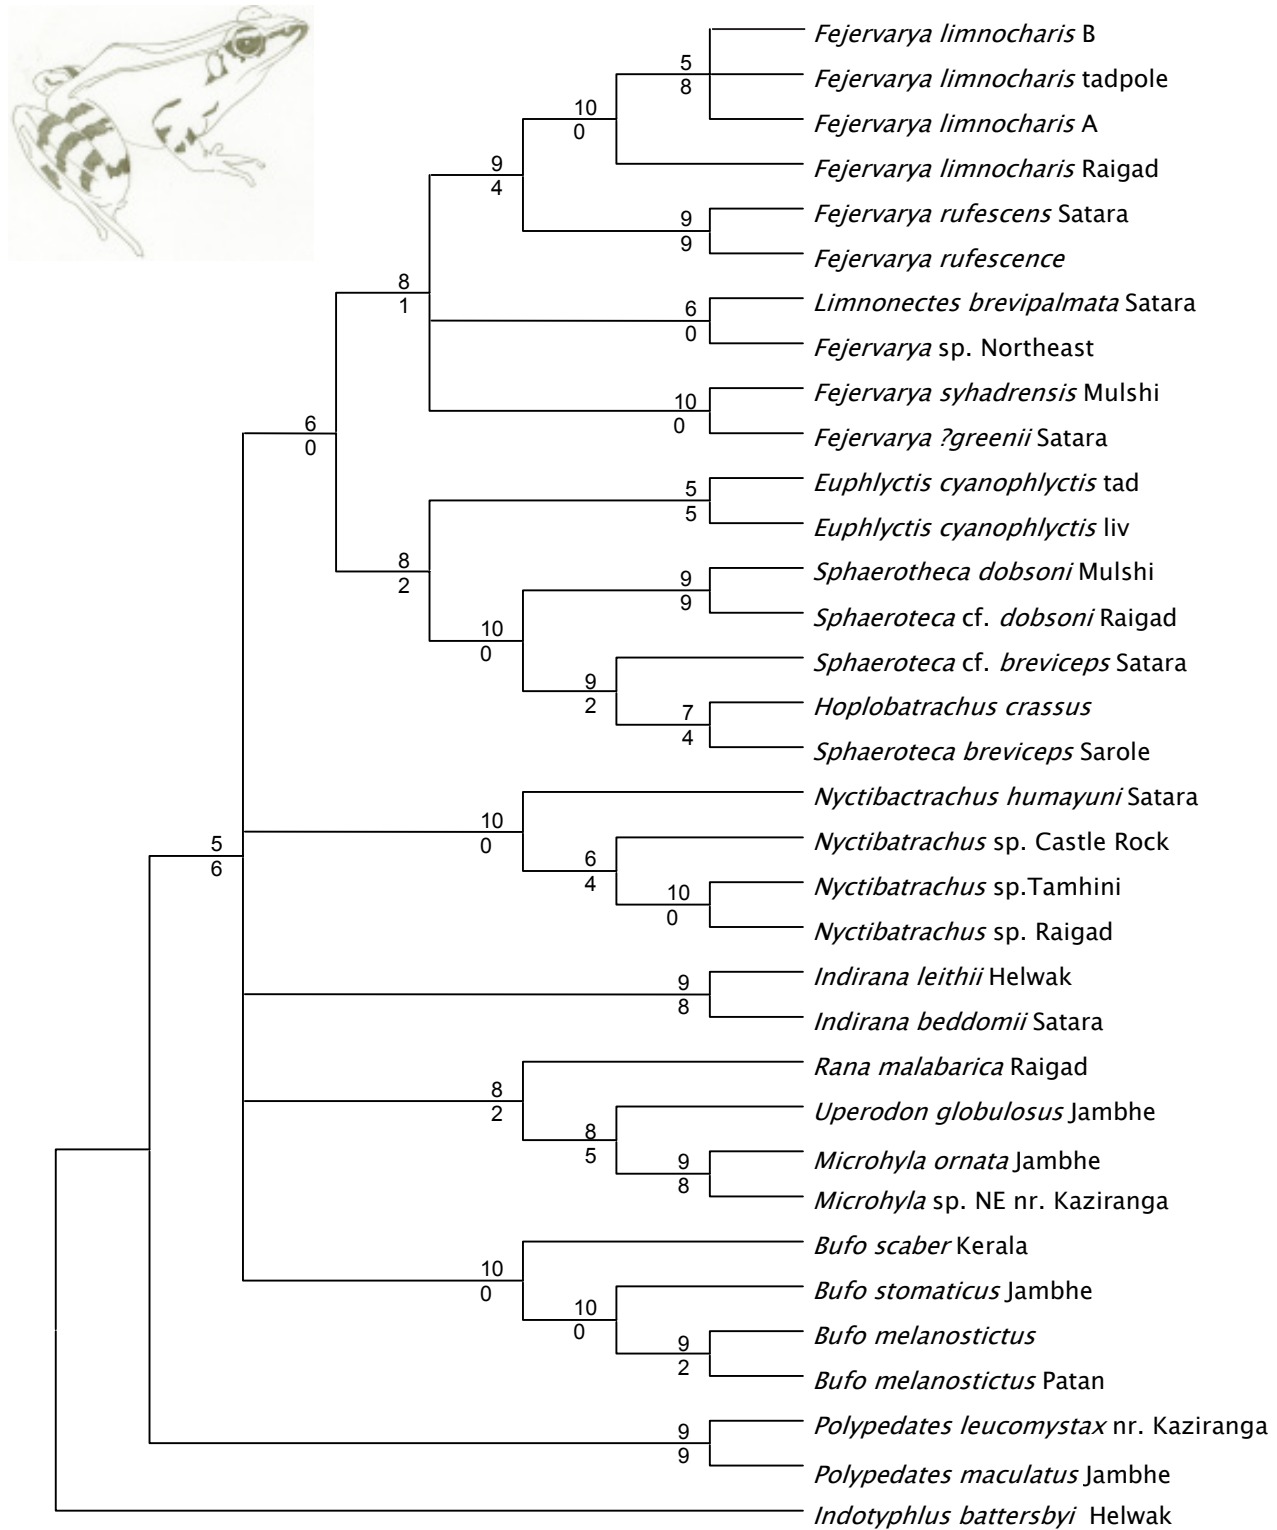 Fejervarya limnocharis B
5
8
Fejervarya limnocharis tadpole
10
0
Fejervarya limnocharis A
9
4
Fejervarya limnocharis Raigad
9
9
Fejervarya rufescens Satara
Fejervarya rufescence
8
1
Limnonectes brevipalmata Satara
6
0
Fejervarya sp. Northeast
Fejervarya syhadrensis Mulshi
10
0
Fejervarya ?greenii Satara
6
0
Euphlyctis cyanophlyctis tad
5
5
Euphlyctis cyanophlyctis liv
8
2
Sphaerotheca dobsoni Mulshi
9
9
Sphaeroteca cf. dobsoni Raigad
10
0
Sphaeroteca cf. breviceps Satara
9
2
Hoplobatrachus crassus
7
4
Sphaeroteca breviceps Sarole
Nyctibactrachus humayuni Satara
10
0
Nyctibatrachus sp. Castle Rock
5
6
6
4
Nyctibatrachus sp.Tamhini
10
0
Nyctibatrachus sp. Raigad
Indirana leithii Helwak
9
8
Indirana beddomii Satara
Rana malabarica Raigad
8
2
Uperodon globulosus Jambhe
8
5
Microhyla ornata Jambhe
9
8
Microhyla sp. NE nr. Kaziranga
Bufo scaber Kerala
10
0
Bufo stomaticus Jambhe
10
0
Bufo melanostictus
9
2
Bufo melanostictus Patan
Polypedates leucomystax nr. Kaziranga
9
9
Polypedates maculatus Jambhe
Indotyphlus battersbyi Helwak